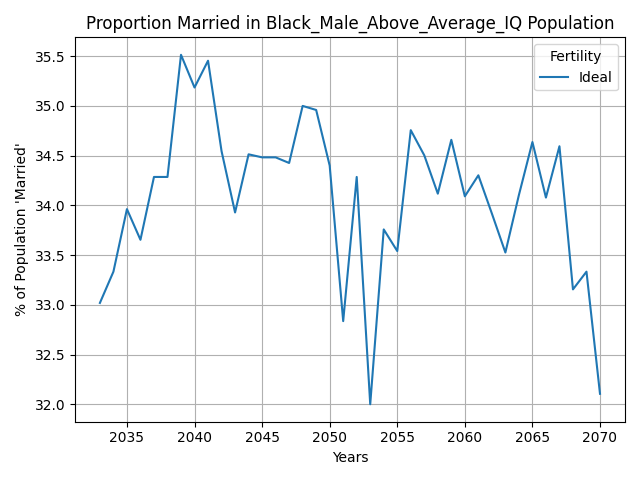 Proportion Married in Black_Male_Above_Average_IQ Population
Fertility
Ideal
% of Population 'Married'
35.5
35.0
34.5
34.0
33.5
33.0
32.5
32.0
2035 2040 2045 2050 2055 2060 2065 2070
Years